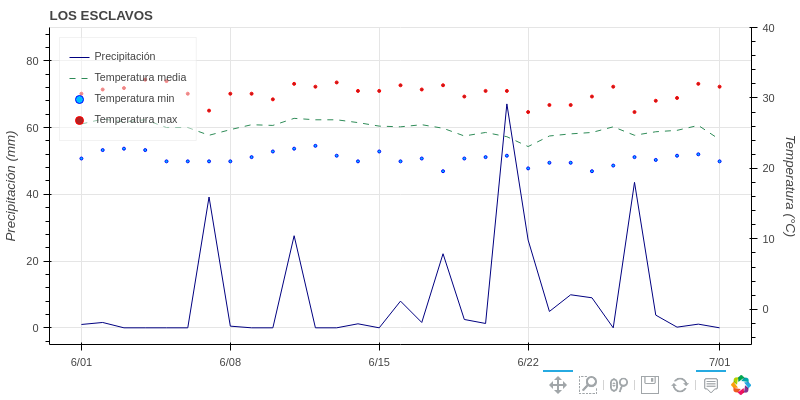 LOS ESCLAVOS
Precipitación
Temperatura media
Temperatura min
Temperatura max
Precipitación (mm)
80
60
40
20
0
Temperatura (°C)
40
30
20
10
0
6/01
6/08
6/15
6/22
7/01